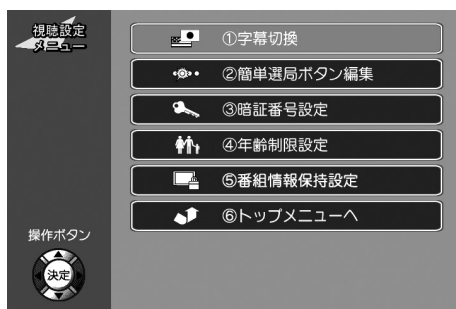 視聴設定
メニュー
①字幕切換
②簡単選局ボタン編集
③暗証番号設定
④年齢制限設定
⑤番組情報保持設定
⑥トップメニューへ
操作ボタン
決定